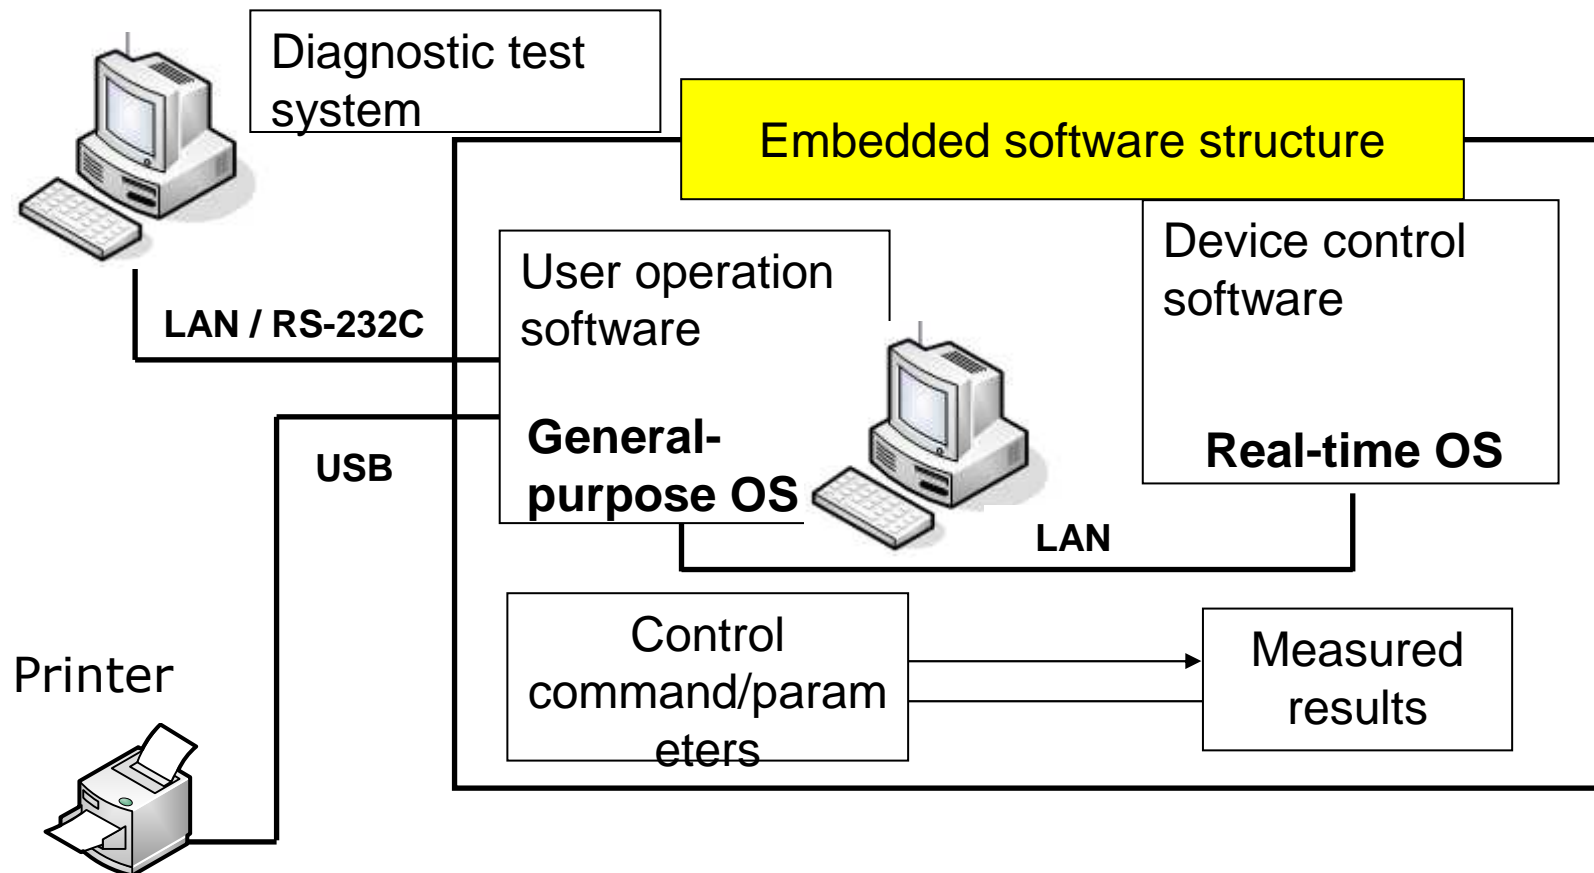 Diagnostic test
system
Embedded software structure
Device control
software
User operation
software
LAN / RS-232C
General-
purpose OS
Real-time OS
USB
LAN
Control
command/param
eters
Measured
results
Printer